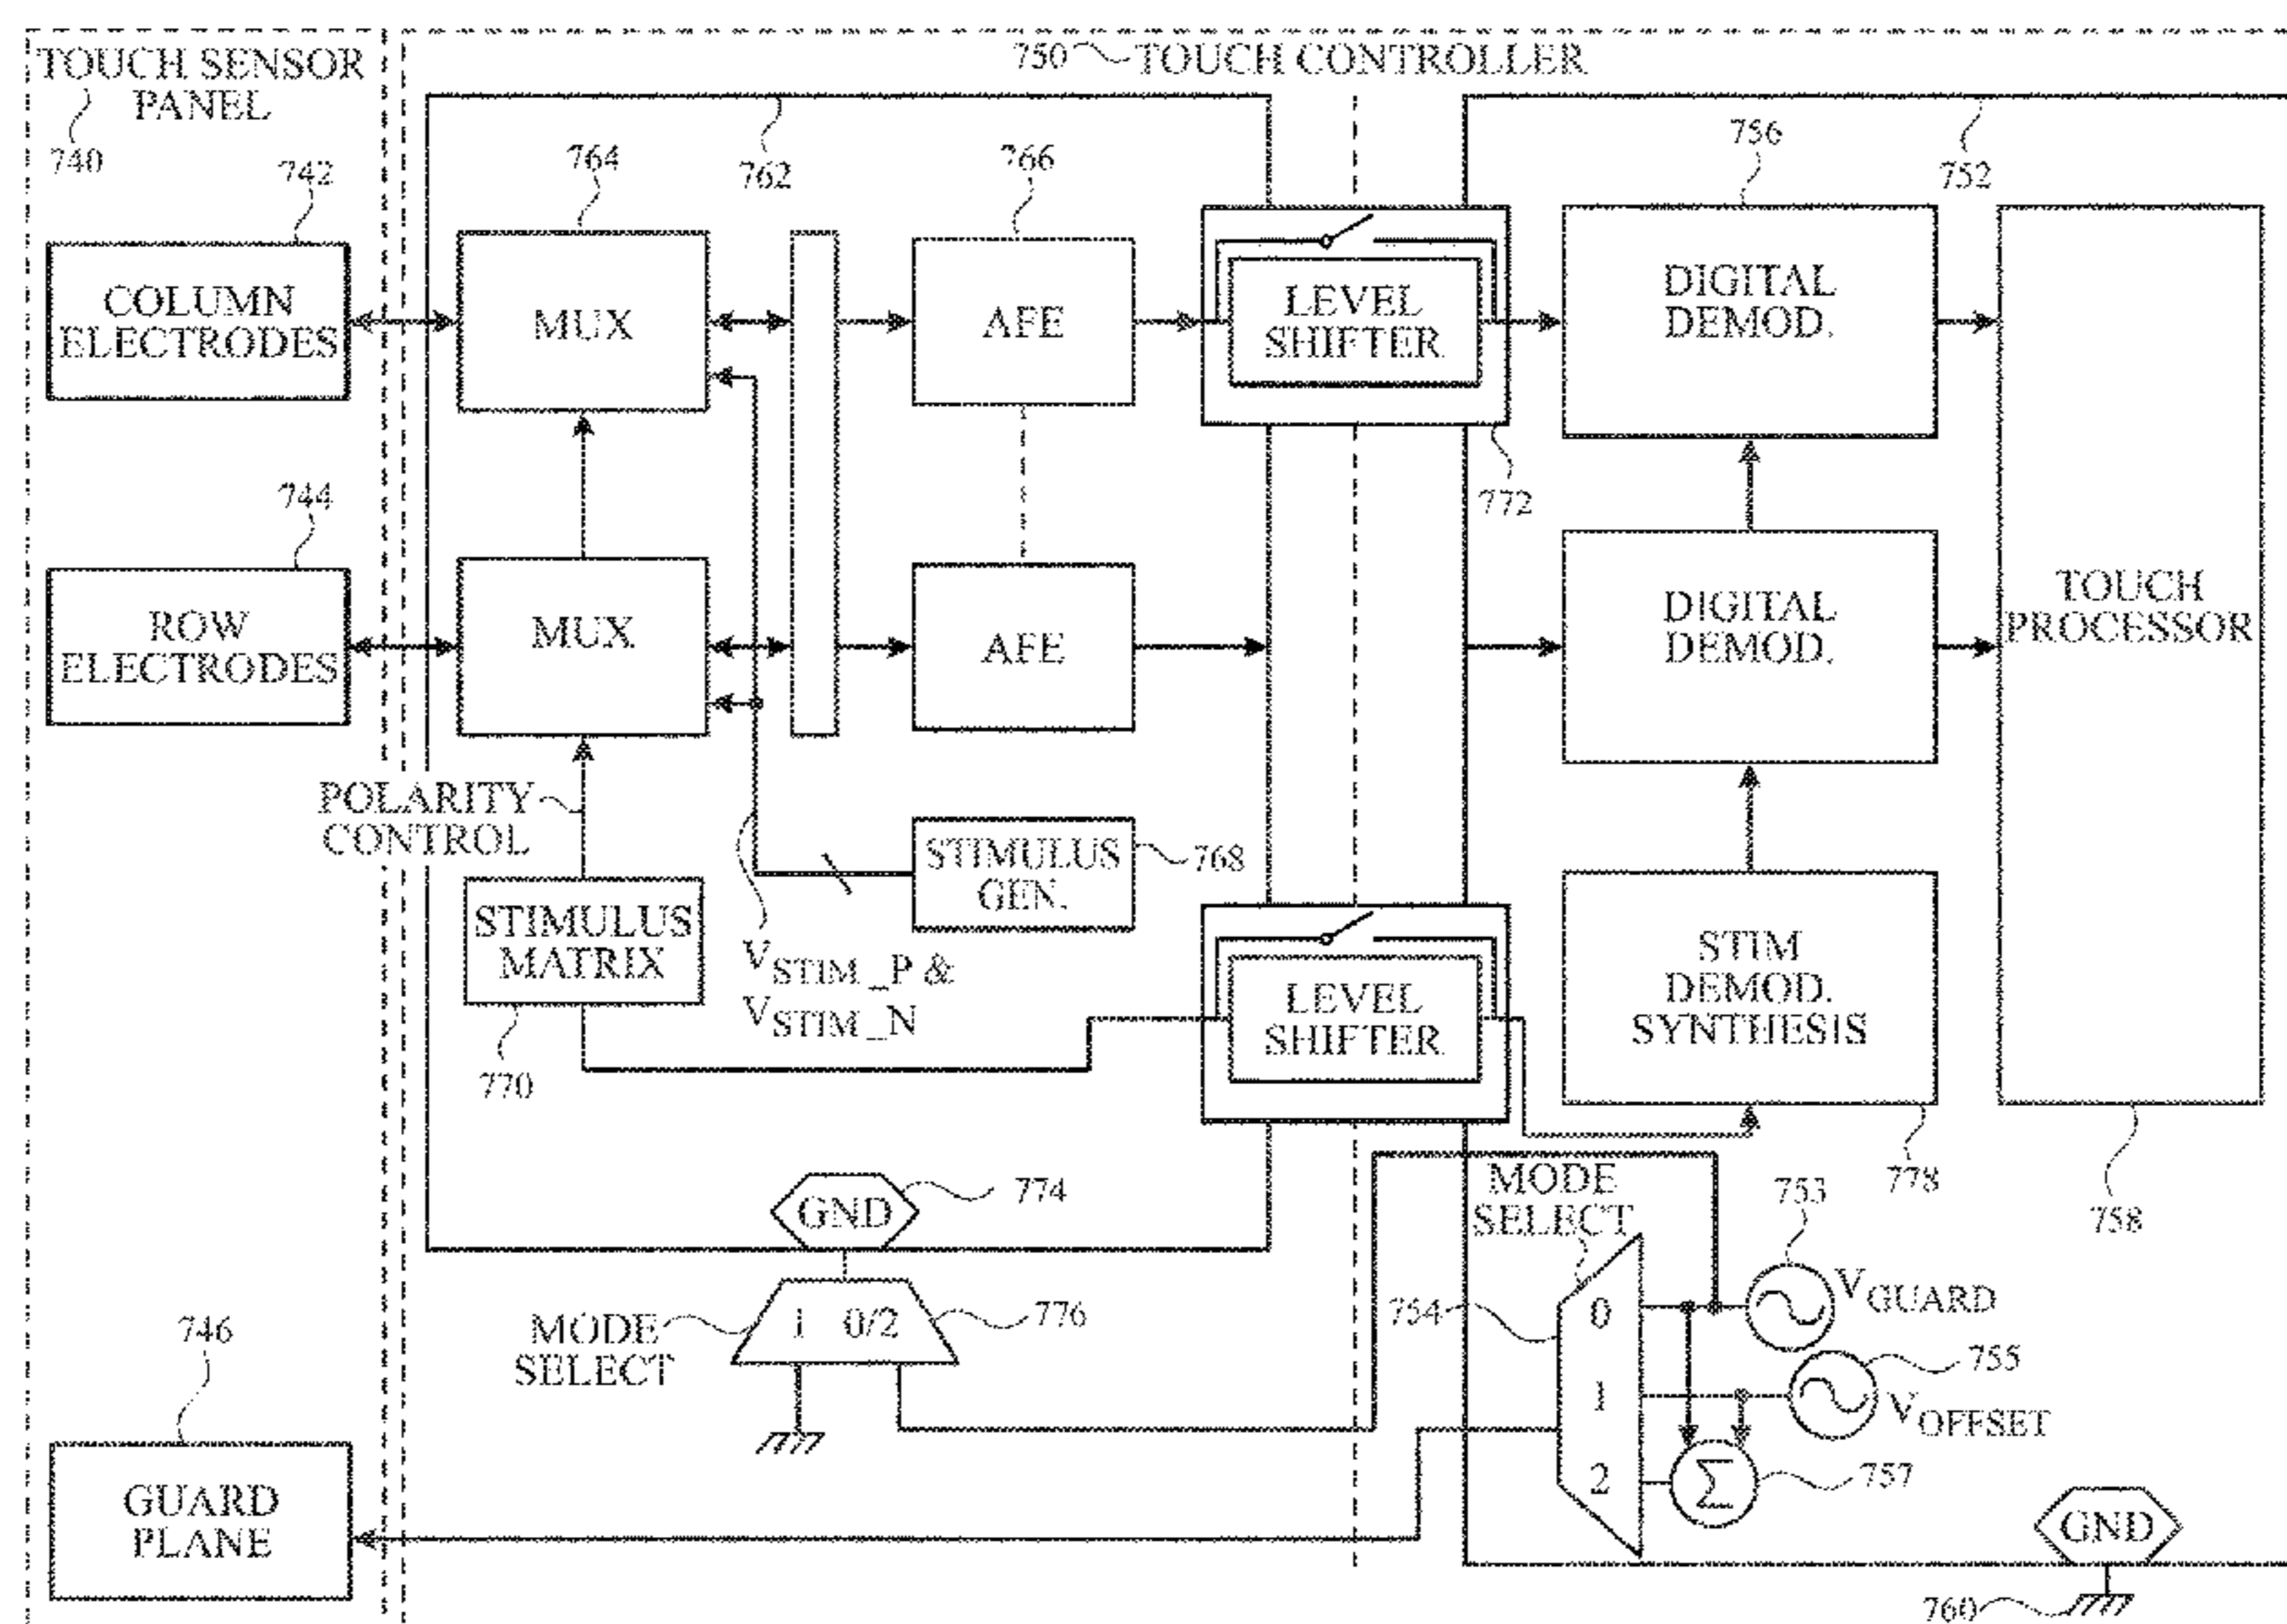 TOUCH SENSOR
PANEL
740
750 TOUCH CONTROLLER
742
764
762
766
756
752
COLUMN
ELECTRODES
MUX
AFE
LEVEL
SHIFTER
DIGITAL
DEMOD.
772
744
ROW
ELECTRODES
MUX
AFE
DIGITAL
DEMOD.
TOUCH
PROCESSOR
POLARITY
CONTROL
STIMULUS
GEN.
768
STIMULUS
MATRIX
770
VSTIM_P &
VSTIM_N
LEVEL
SHIFTER
STIM
DEMOD.
SYNTHESIS
778
758
GND
774
MODE
SELECT
753
1 0/2
776
MODE
SELECT
754
0
1
2
VGUARD
755
VOFFSET
Σ
757
746
GUARD
PLANE
GND
760